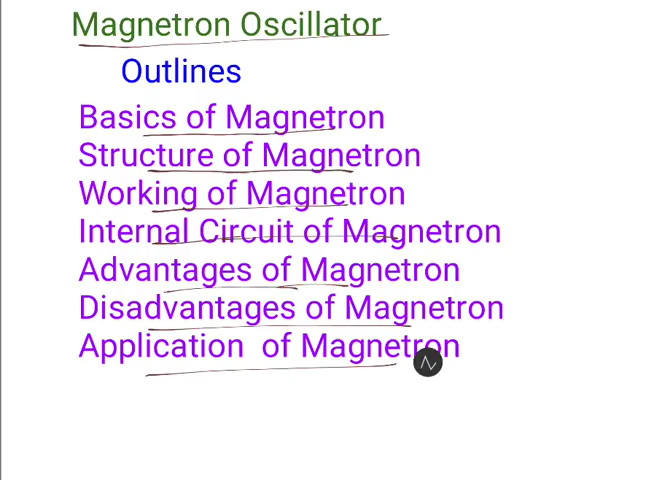 Magnetron Oscillator
Outlines
Basics of Magnetron
Structure of Magnetron
Working of Magnetron
Internal Circuit of Magnetron
Advantages of Magnetron
Disadvantages of Magnetron
Application of Magnetron